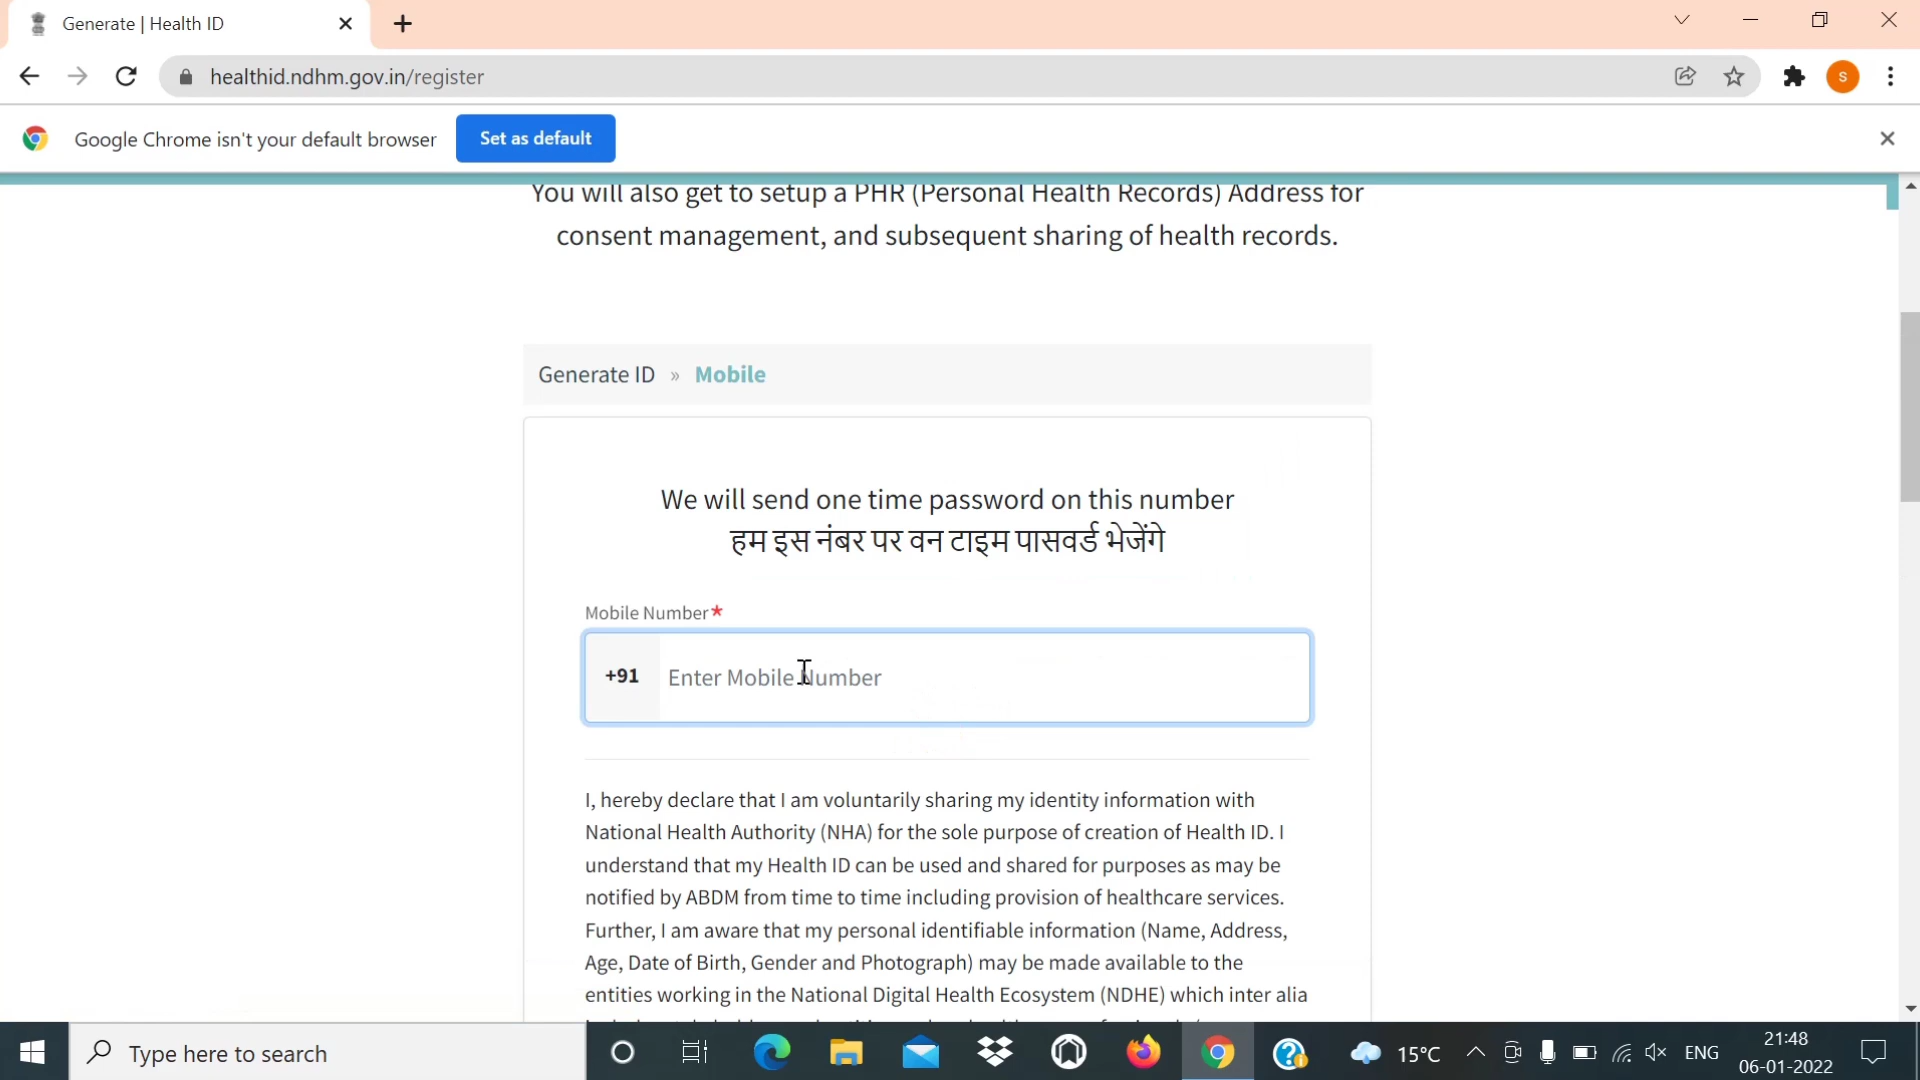 Generate | Health ID
healthid.ndhm.gov.in/register
S
Google Chrome isn't your default browser
Set as default
You will also get to setup a PHR (Personal Health Records) Address for
consent management, and subsequent sharing of health records.
Generate ID » Mobile
We will send one time password on this number
हम इस नंबर पर वन टाइम पासवर्ड भेजेंगे
Mobile Number*
+91 Enter Mobile Number
I, hereby declare that I am voluntarily sharing my identity information with
National Health Authority (NHA) for the sole purpose of creation of Health ID. I
understand that my Health ID can be used and shared for purposes as may be
notified by ABDM from time to time including provision of healthcare services.
Further, I am aware that my personal identifiable information (Name, Address,
Age, Date of Birth, Gender and Photograph) may be made available to the
entities working in the National Digital Health Ecosystem (NDHE) which inter alia
Type here to search
15°C
ENG
21:48
06-01-2022